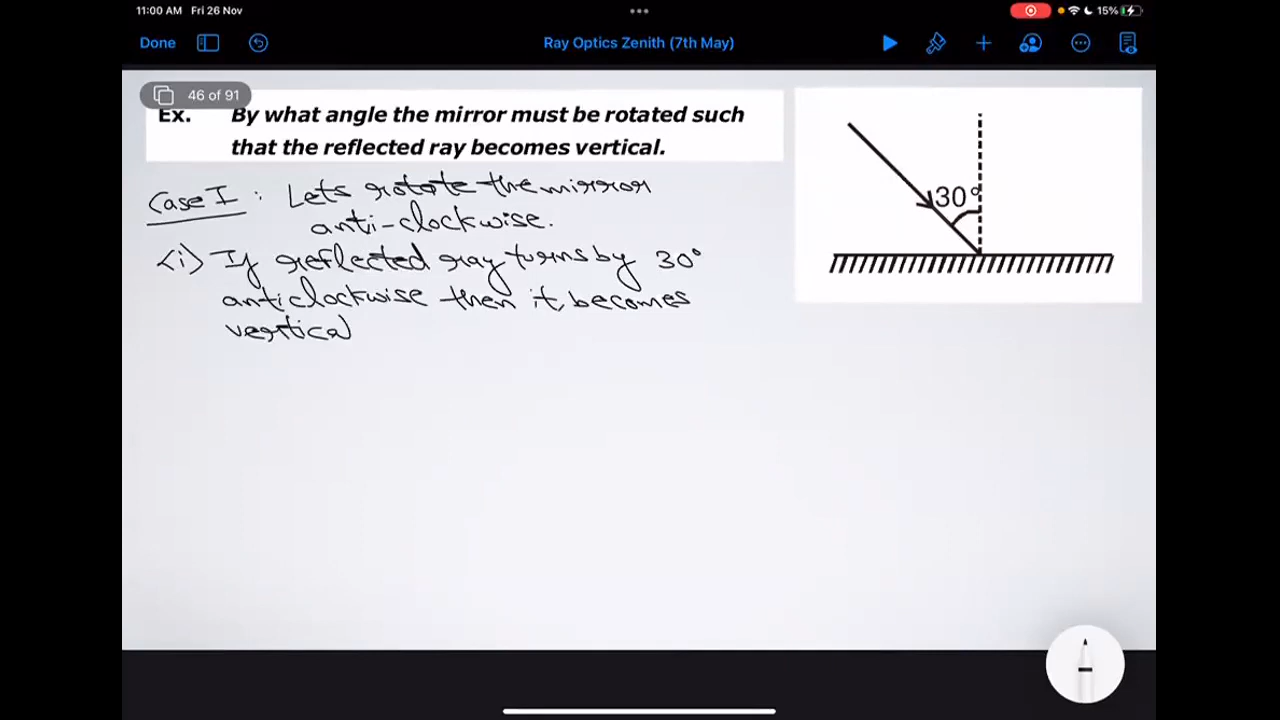 11:00 AM Fri 26 Nov
15%
Done
Ray Optics Zenith (7th May)
46 of 91
Ex. By what angle the mirror must be rotated such
that the reflected ray becomes vertical.
30°
Case I : Lets rotate the mirror
anti-clockwise.
(i) If reflected ray turns by 30°
anticlockwise then it becomes
vertical